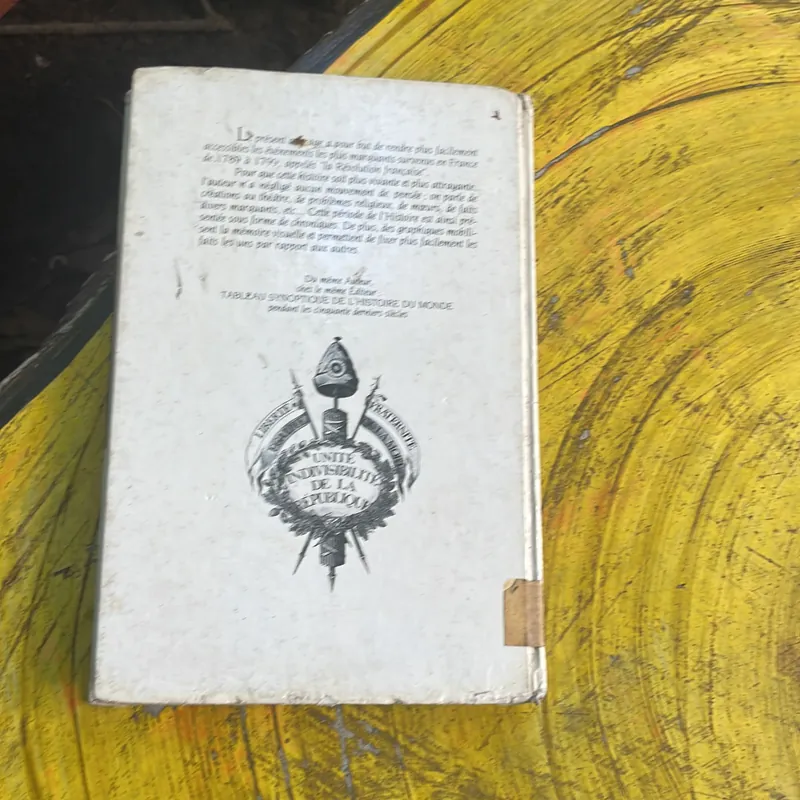 Le présent ouvrage a pour but de rendre plus facilement
accessibles les événements les plus marquants survenus en France
de 1789 à 1799, appelés "la Révolution française".
Pour que cette histoire soit plus vivante et plus attrayante,
l'auteur n'a négligé aucun mouvement de pensée : on parle de
créations au théâtre, de problèmes religieux, de mœurs, de faits
divers marquants, etc... Cette période de l'Histoire est ainsi pré-
sentée sous forme de chroniques. De plus, des graphiques mobili-
sent la mémoire visuelle et permettent de fixer plus facilement les
faits les uns par rapport aux autres.
Du même Auteur,
chez le même Éditeur :
TABLEAU SYNOPTIQUE DE L'HISTOIRE DU MONDE
pendant les cinquante derniers siècles
LIBERTÉ
FRATERNITÉ
UNITÉ
INDIVISIBILITÉ
DE LA
RÉPUBLIQUE